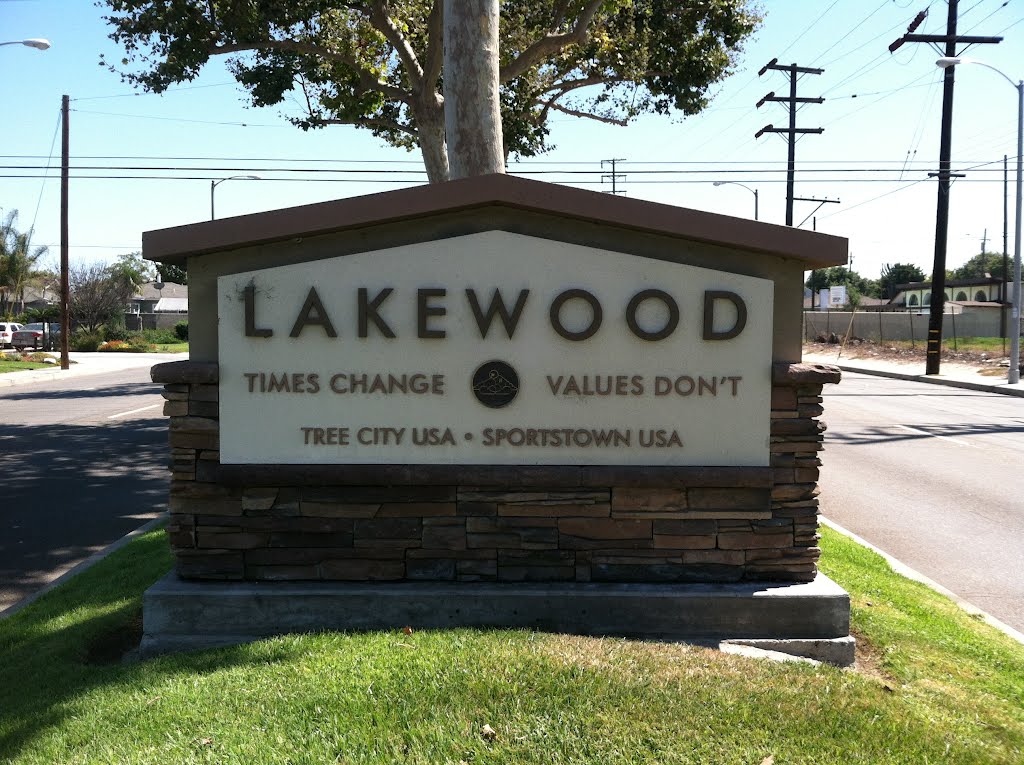 LAKEWOOD
TIMES CHANGE VALUES DON'T
TREE CITY USA • SPORTSTOWN USA